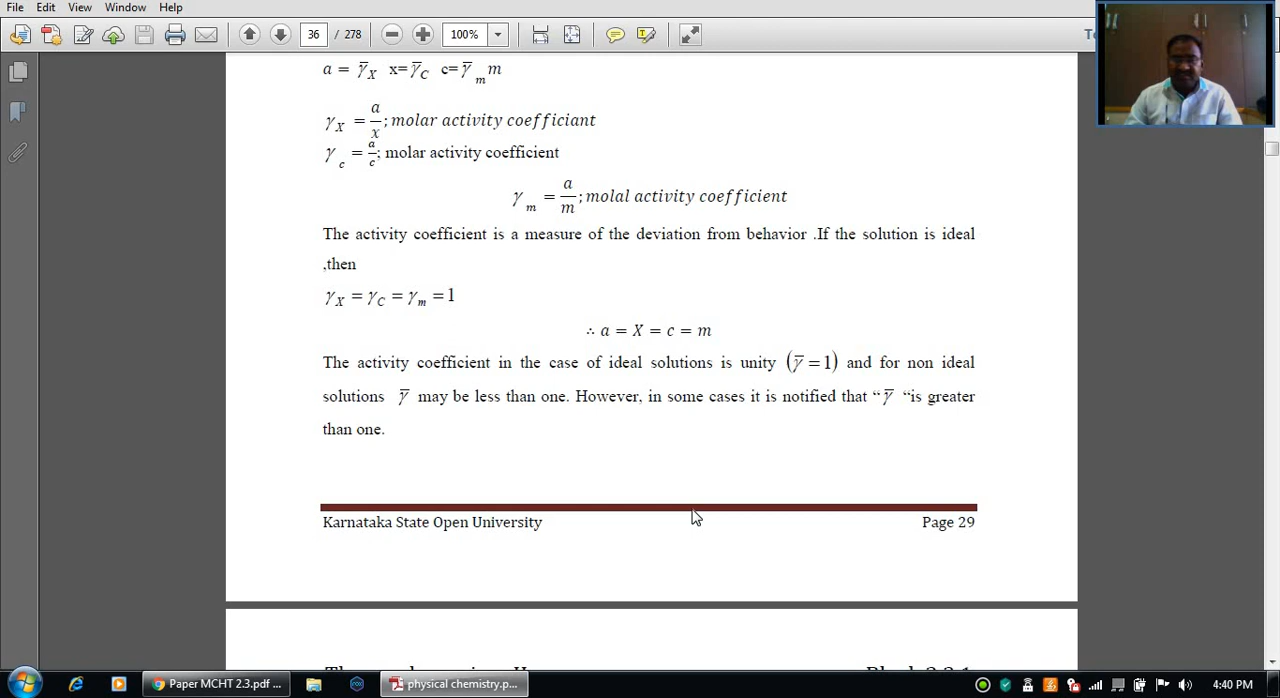 File Edit View Window Help
36 / 278 100% T
a = γ̅X x=γ̅C c=γ̅m m
γX = a/x ; molar activity coefficiant
γc = a/c; molar activity coefficient
γm = a/m ; molal activity coefficient
The activity coefficient is a measure of the deviation from behavior .If the solution is ideal
,then
γX = γC = γm = 1
∴ a = X = c = m
The activity coefficient in the case of ideal solutions is unity (γ̅ = 1) and for non ideal
solutions γ̅ may be less than one. However, in some cases it is notified that “ γ̅ “is greater
than one.
Karnataka State Open University Page 29
Paper MCHT 2.3.pdf ... physical chemistry.p... 4:40 PM